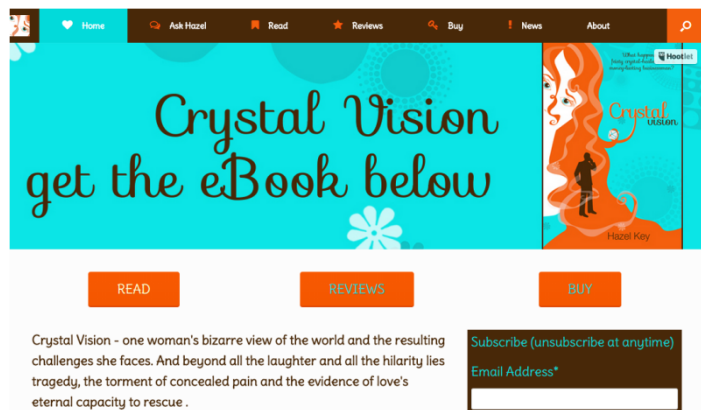 Home Ask Hazel Read Reviews Buy News About
Hootlet
What happens
Crystal Vision
get the eBook below
Crystal
vision
Hazel Key
READ REVIEWS BUY
Crystal Vision - one woman's bizarre view of the world and the resulting
challenges she faces. And beyond all the laughter and all the hilarity lies
tragedy, the torment of concealed pain and the evidence of love's
eternal capacity to rescue .
Subscribe (unsubscribe at anytime)
Email Address*